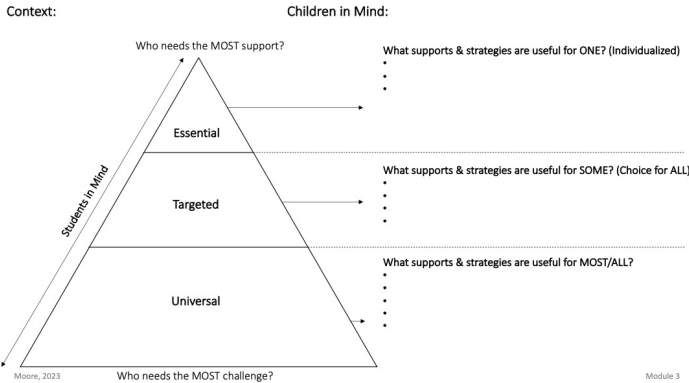 Context:
Children in Mind:
Who needs the MOST support?
What supports & strategies are useful for ONE? (Individualized)
•
•
•
Essential
Students in Mind
What supports & strategies are useful for SOME? (Choice for ALL)
•
•
•
•
Targeted
What supports & strategies are useful for MOST/ALL?
•
•
•
•
•
Universal
Moore, 2023
Who needs the MOST challenge?
Module 3